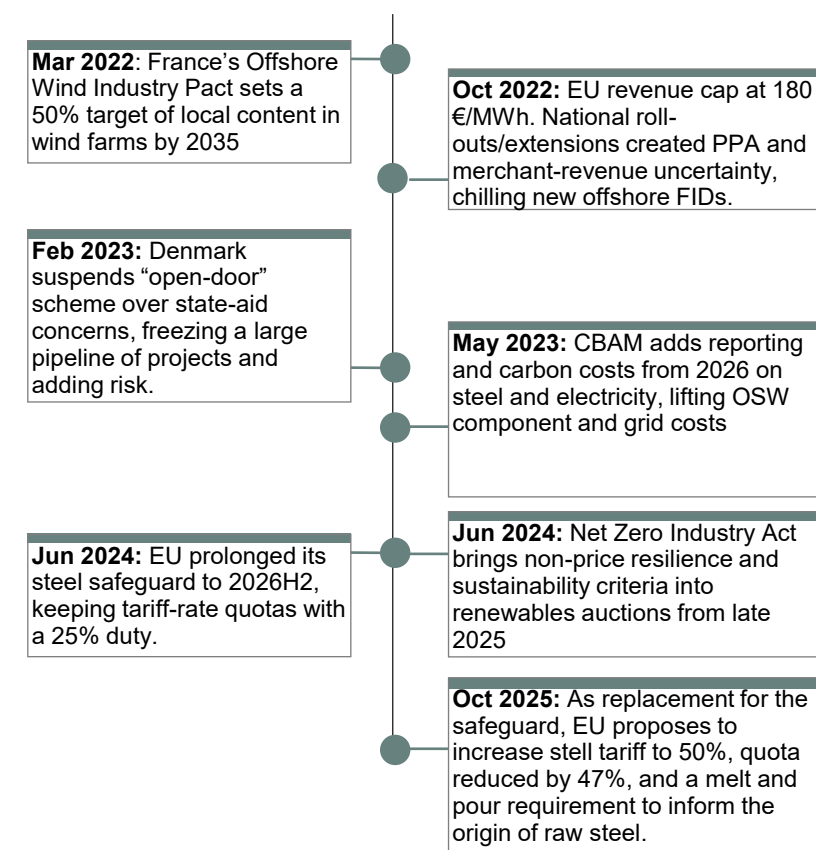 Mar 2022: France’s Offshore
Wind Industry Pact sets a
50% target of local content in
wind farms by 2035
Oct 2022: EU revenue cap at 180
€/MWh. National roll-
outs/extensions created PPA and
merchant-revenue uncertainty,
chilling new offshore FIDs.
Feb 2023: Denmark
suspends “open-door”
scheme over state-aid
concerns, freezing a large
pipeline of projects and
adding risk.
May 2023: CBAM adds reporting
and carbon costs from 2026 on
steel and electricity, lifting OSW
component and grid costs
Jun 2024: EU prolonged its
steel safeguard to 2026H2,
keeping tariff-rate quotas with
a 25% duty.
Jun 2024: Net Zero Industry Act
brings non-price resilience and
sustainability criteria into
renewables auctions from late
2025
Oct 2025: As replacement for the
safeguard, EU proposes to
increase stell tariff to 50%, quota
reduced by 47%, and a melt and
pour requirement to inform the
origin of raw steel.